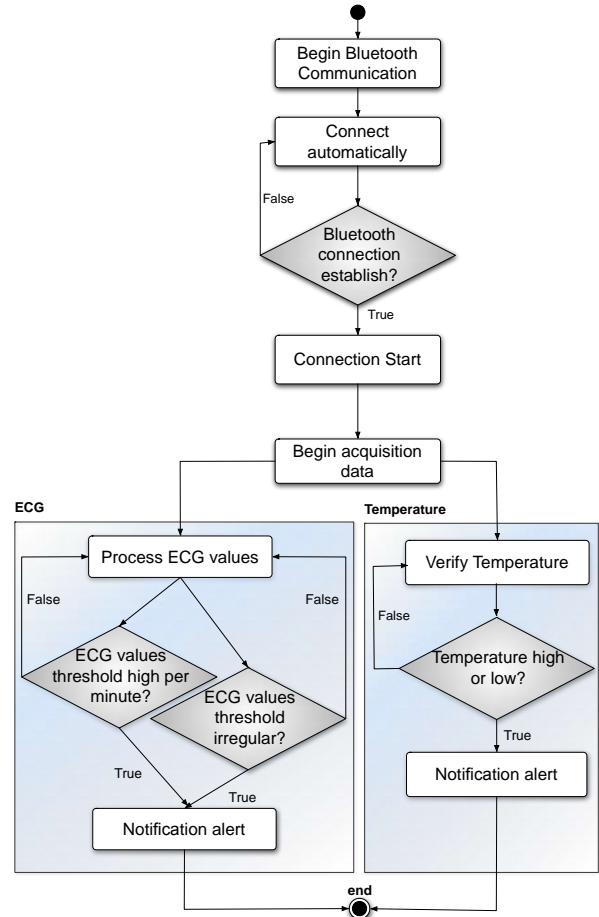 Begin Bluetooth
Communication
Connect
automatically
False
Bluetooth
connection
establish?
True
Connection Start
Begin acquisition
data
ECG
Process ECG values
False
False
ECG values
threshold high per
minute?
ECG values
threshold
irregular?
True
True
Notification alert
Temperature
Verify Temperature
False
Temperature high
or low?
True
Notification alert
end